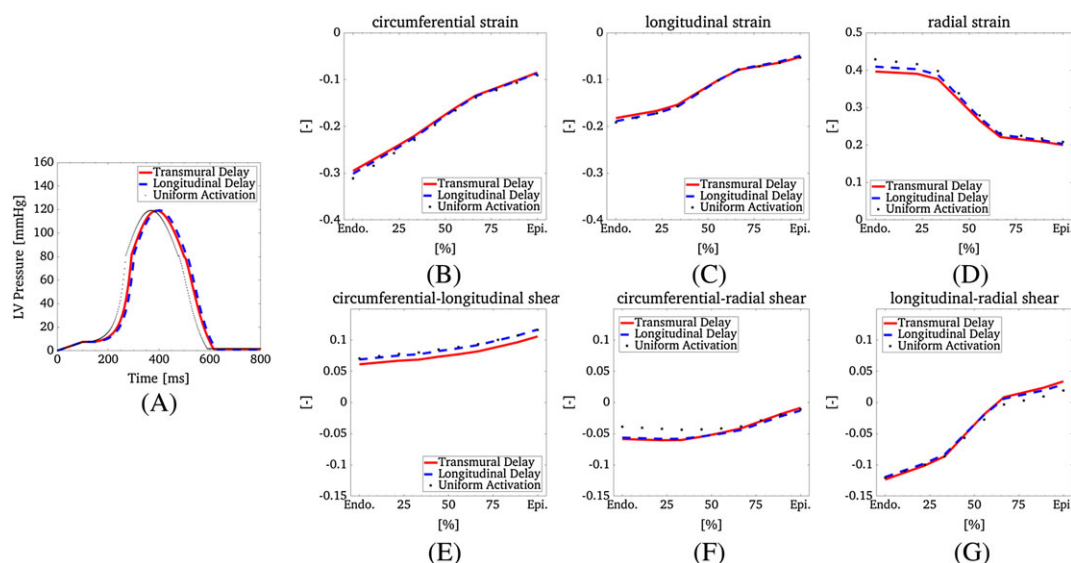 circumferential strain
0
-0.1
-0.2
-0.3
-0.4
[-]
Transmural Delay
Longitudinal Delay
Uniform Activation
Endo. 25 50 75 Epi.
[%]
(B)
longitudinal strain
0
-0.1
-0.2
-0.3
-0.4
[-]
Transmural Delay
Longitudinal Delay
Uniform Activation
Endo. 25 50 75 Epi.
[%]
(C)
radial strain
0.5
0.4
0.3
0.2
0.1
0
[-]
Transmural Delay
Longitudinal Delay
Uniform Activation
Endo. 25 50 75 Epi.
[%]
(D)
160
140
120
100
80
60
40
20
0
LV Pressure [mmHg]
Transmural Delay
Longitudinal Delay
Uniform Activation
0 200 400 600 800
Time [ms]
(A)
circumferential-longitudinal shear
0.1
0.05
0
-0.05
-0.1
-0.15
[-]
Transmural Delay
Longitudinal Delay
Uniform Activation
Endo. 25 50 75 Epi.
[%]
(E)
circumferential-radial shear
0.1
0.05
0
-0.05
-0.1
-0.15
[-]
Transmural Delay
Longitudinal Delay
Uniform Activation
Endo. 25 50 75 Epi.
[%]
(F)
longitudinal-radial shear
0.1
0.05
0
-0.05
-0.1
-0.15
[-]
Transmural Delay
Longitudinal Delay
Uniform Activation
Endo. 25 50 75 Epi.
[%]
(G)